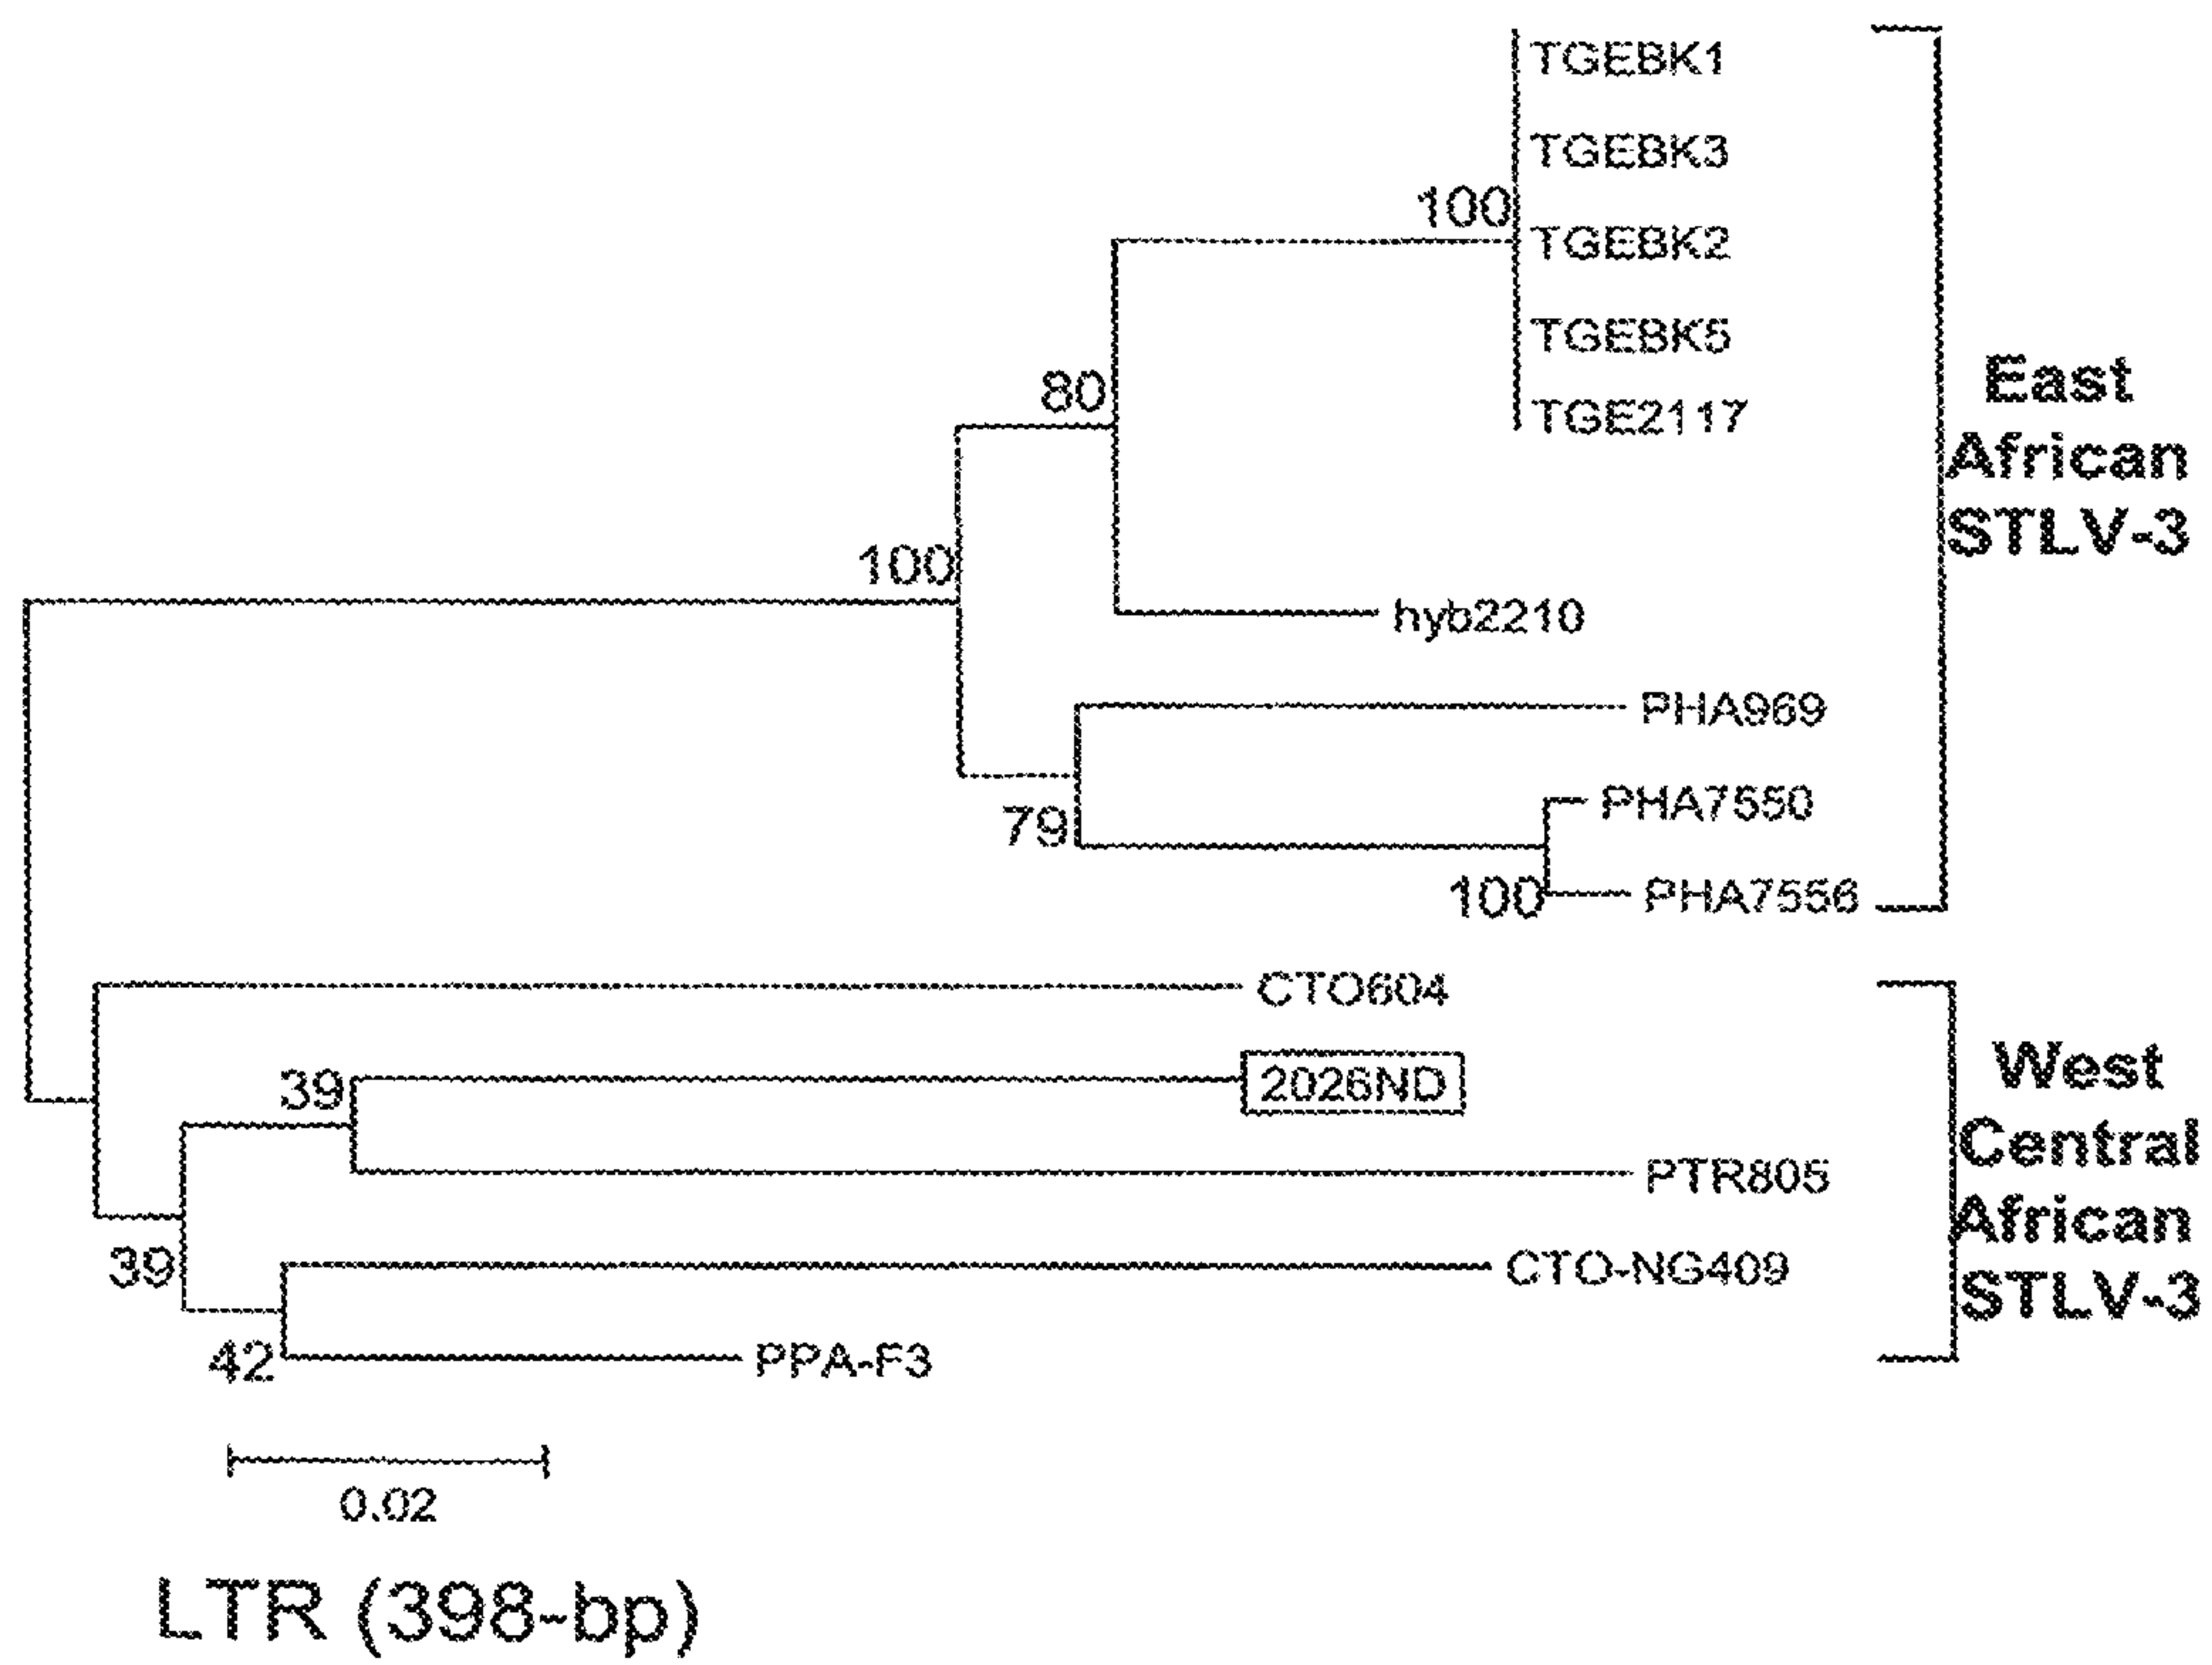 TGEBK1
TGEBK3
100
TGEBK2
TGEBK5
80
TGE2117
East
African
STLV-3
100
hyb2210
PHA969
79
PHA7550
100
PHA7556
CTO604
39
2026ND
PTR805
West
Central
African
STLV-3
39
CTO-NG409
42
PPA-F3
0.02
LTR (398-bp)